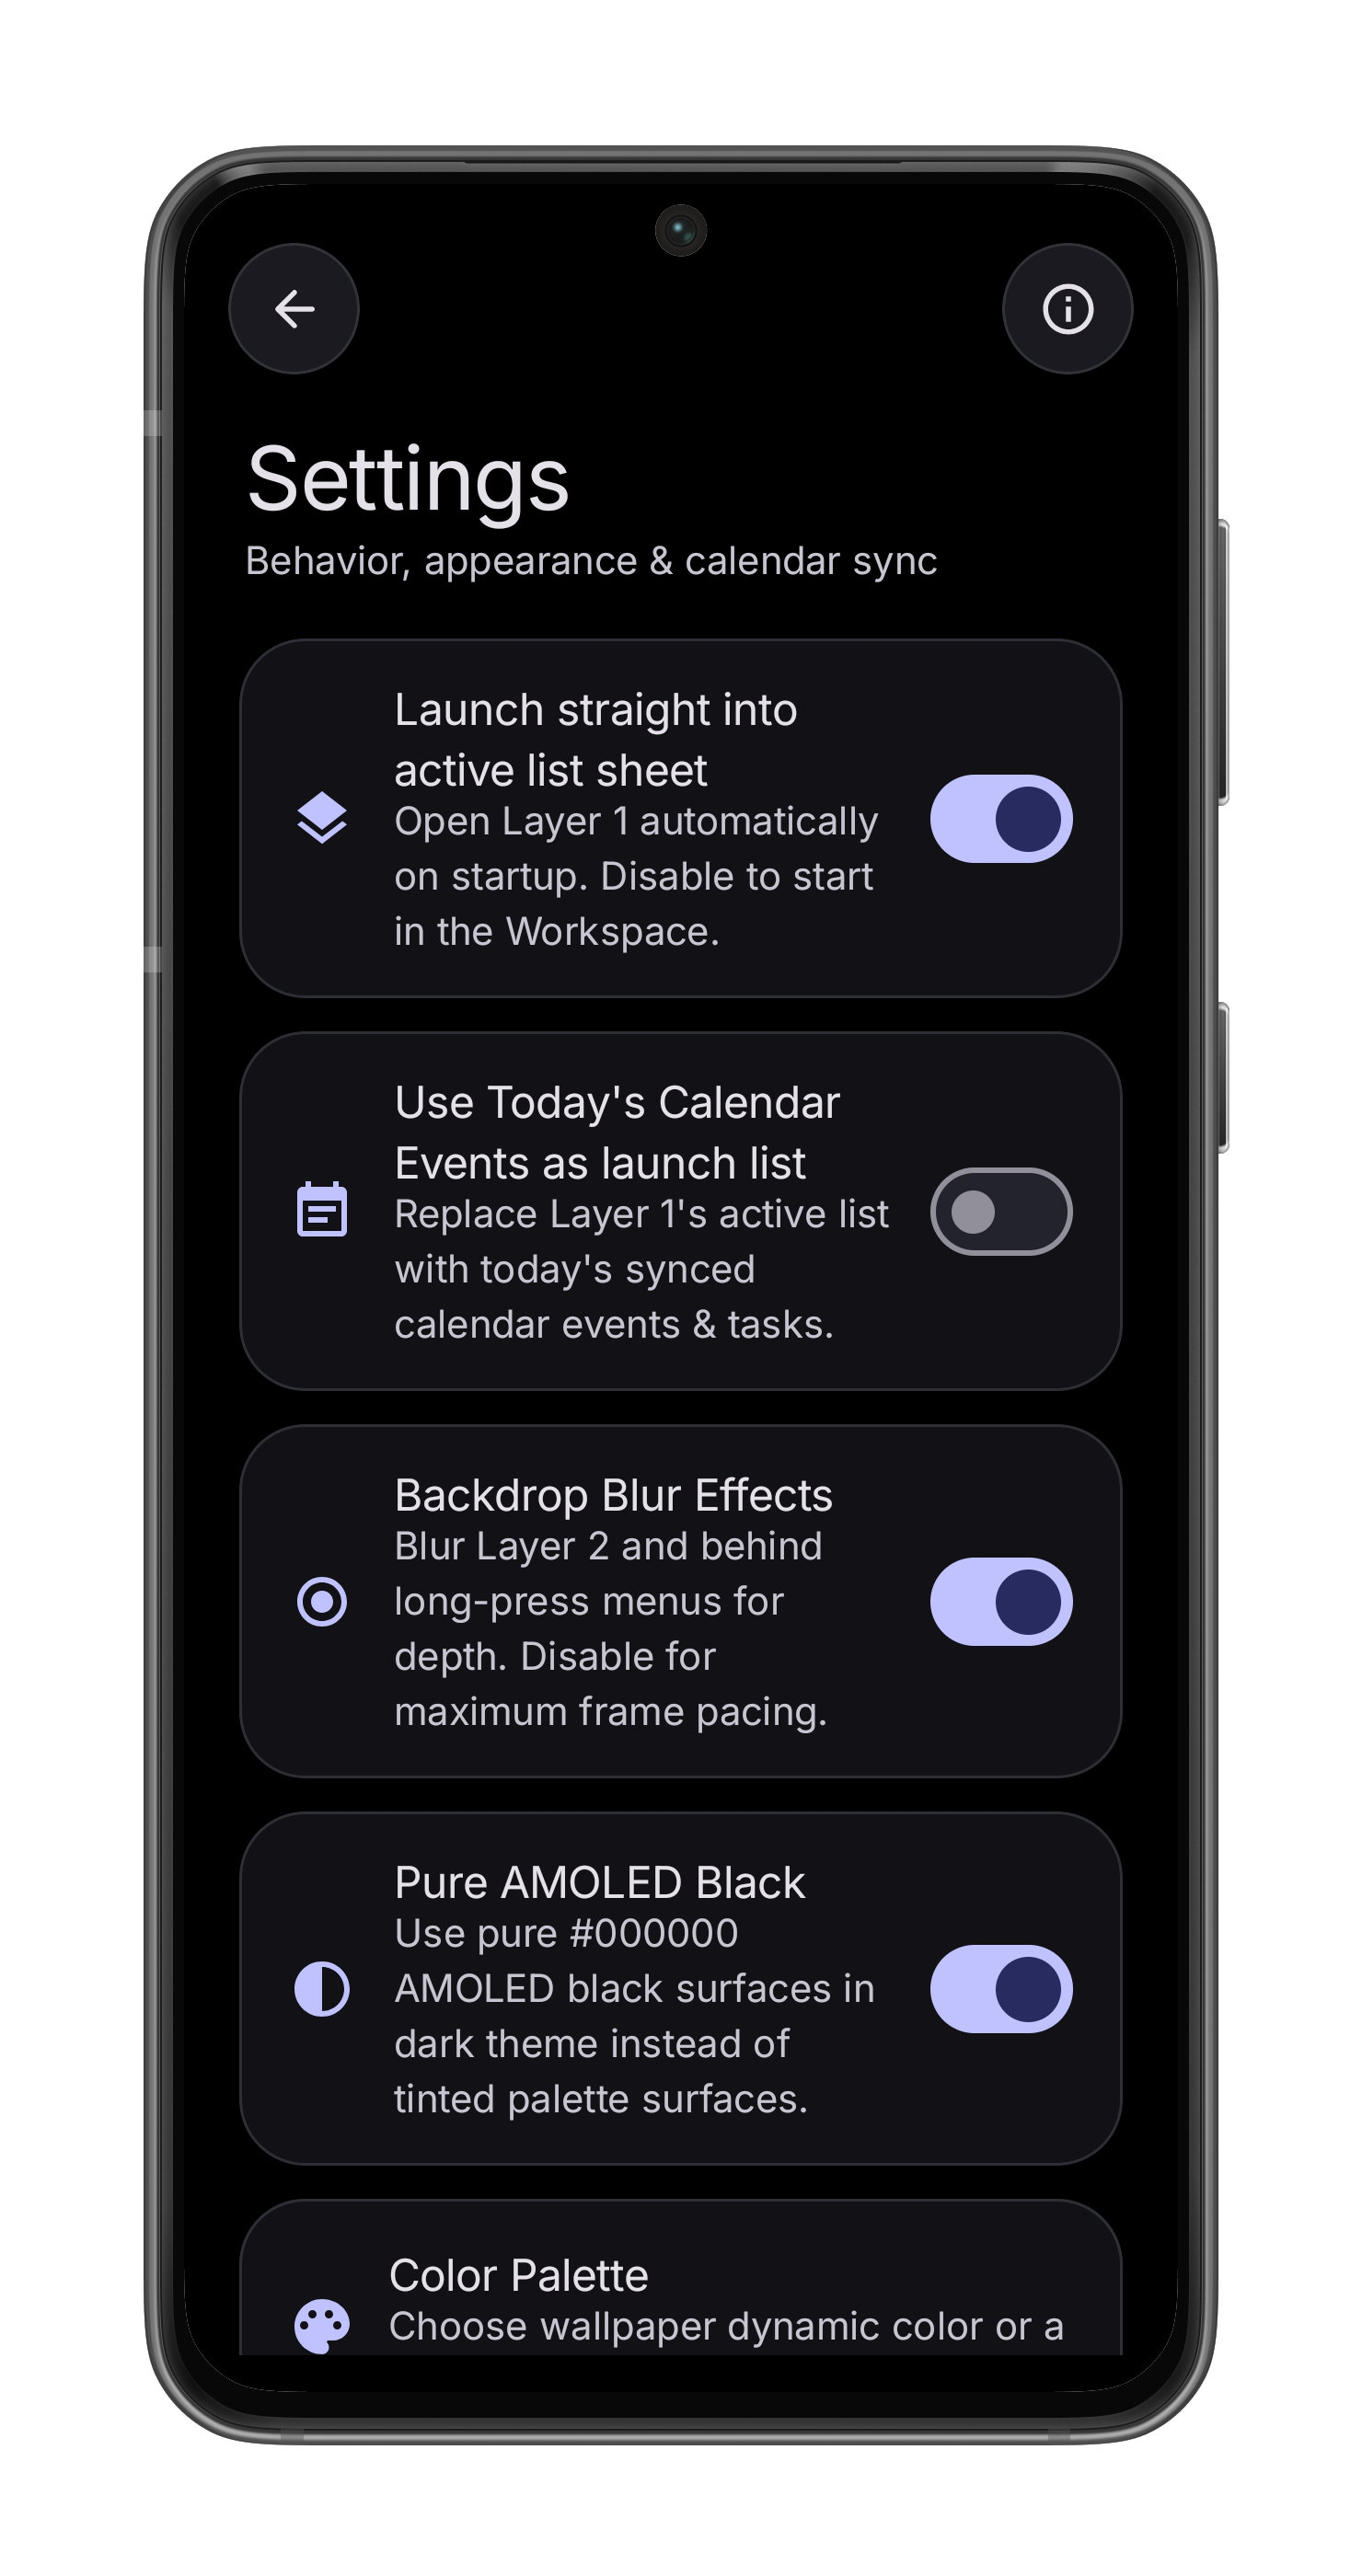 Settings
Behavior, appearance & calendar sync
Launch straight into
active list sheet
Open Layer 1 automatically
on startup. Disable to start
in the Workspace.
Use Today's Calendar
Events as launch list
Replace Layer 1's active list
with today's synced
calendar events & tasks.
Backdrop Blur Effects
Blur Layer 2 and behind
long-press menus for
depth. Disable for
maximum frame pacing.
Pure AMOLED Black
Use pure #000000
AMOLED black surfaces in
dark theme instead of
tinted palette surfaces.
Color Palette
Choose wallpaper dynamic color or a